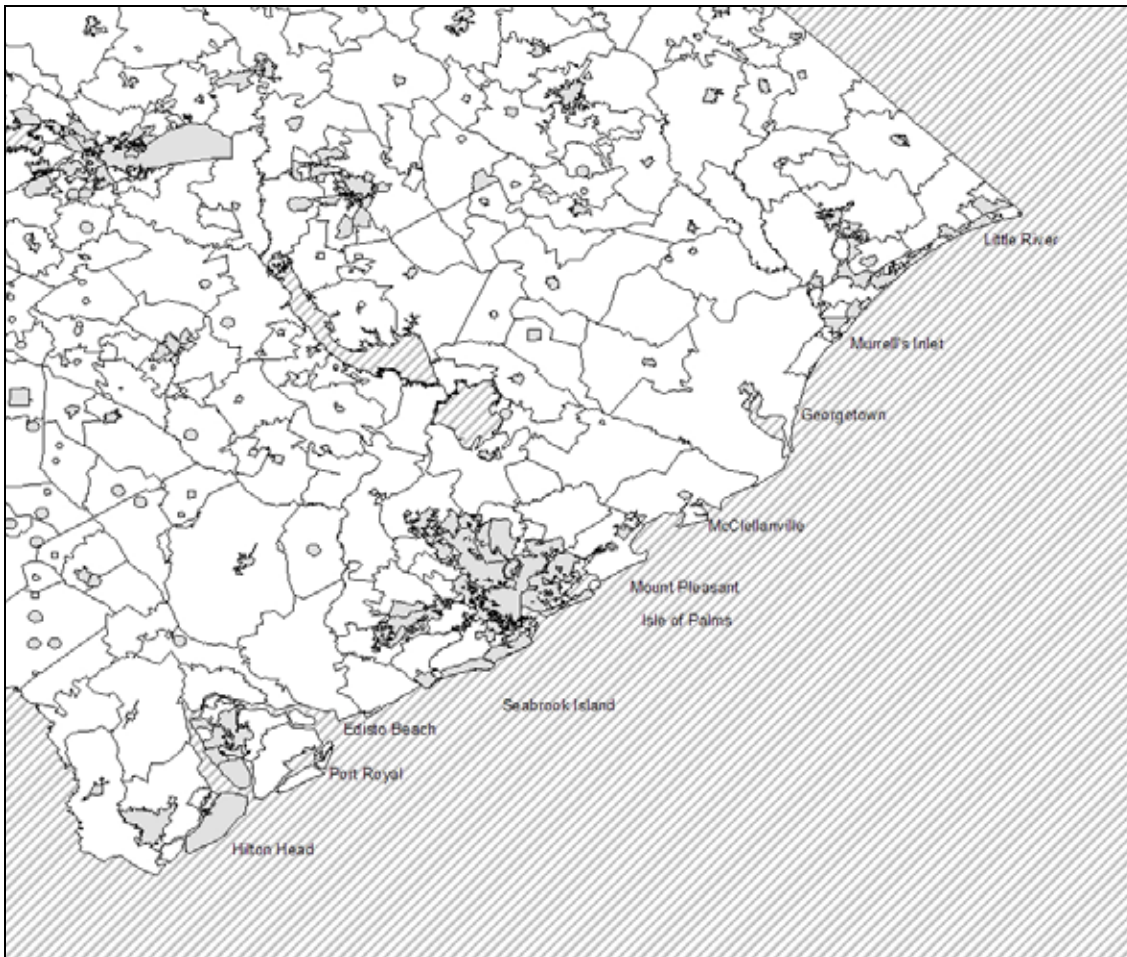 Little River
Murrell's Inlet
Georgetown
McClellanville
Mount Pleasant
Isle of Palms
Seabrook Island
Edisto Beach
Port Royal
Hilton Head